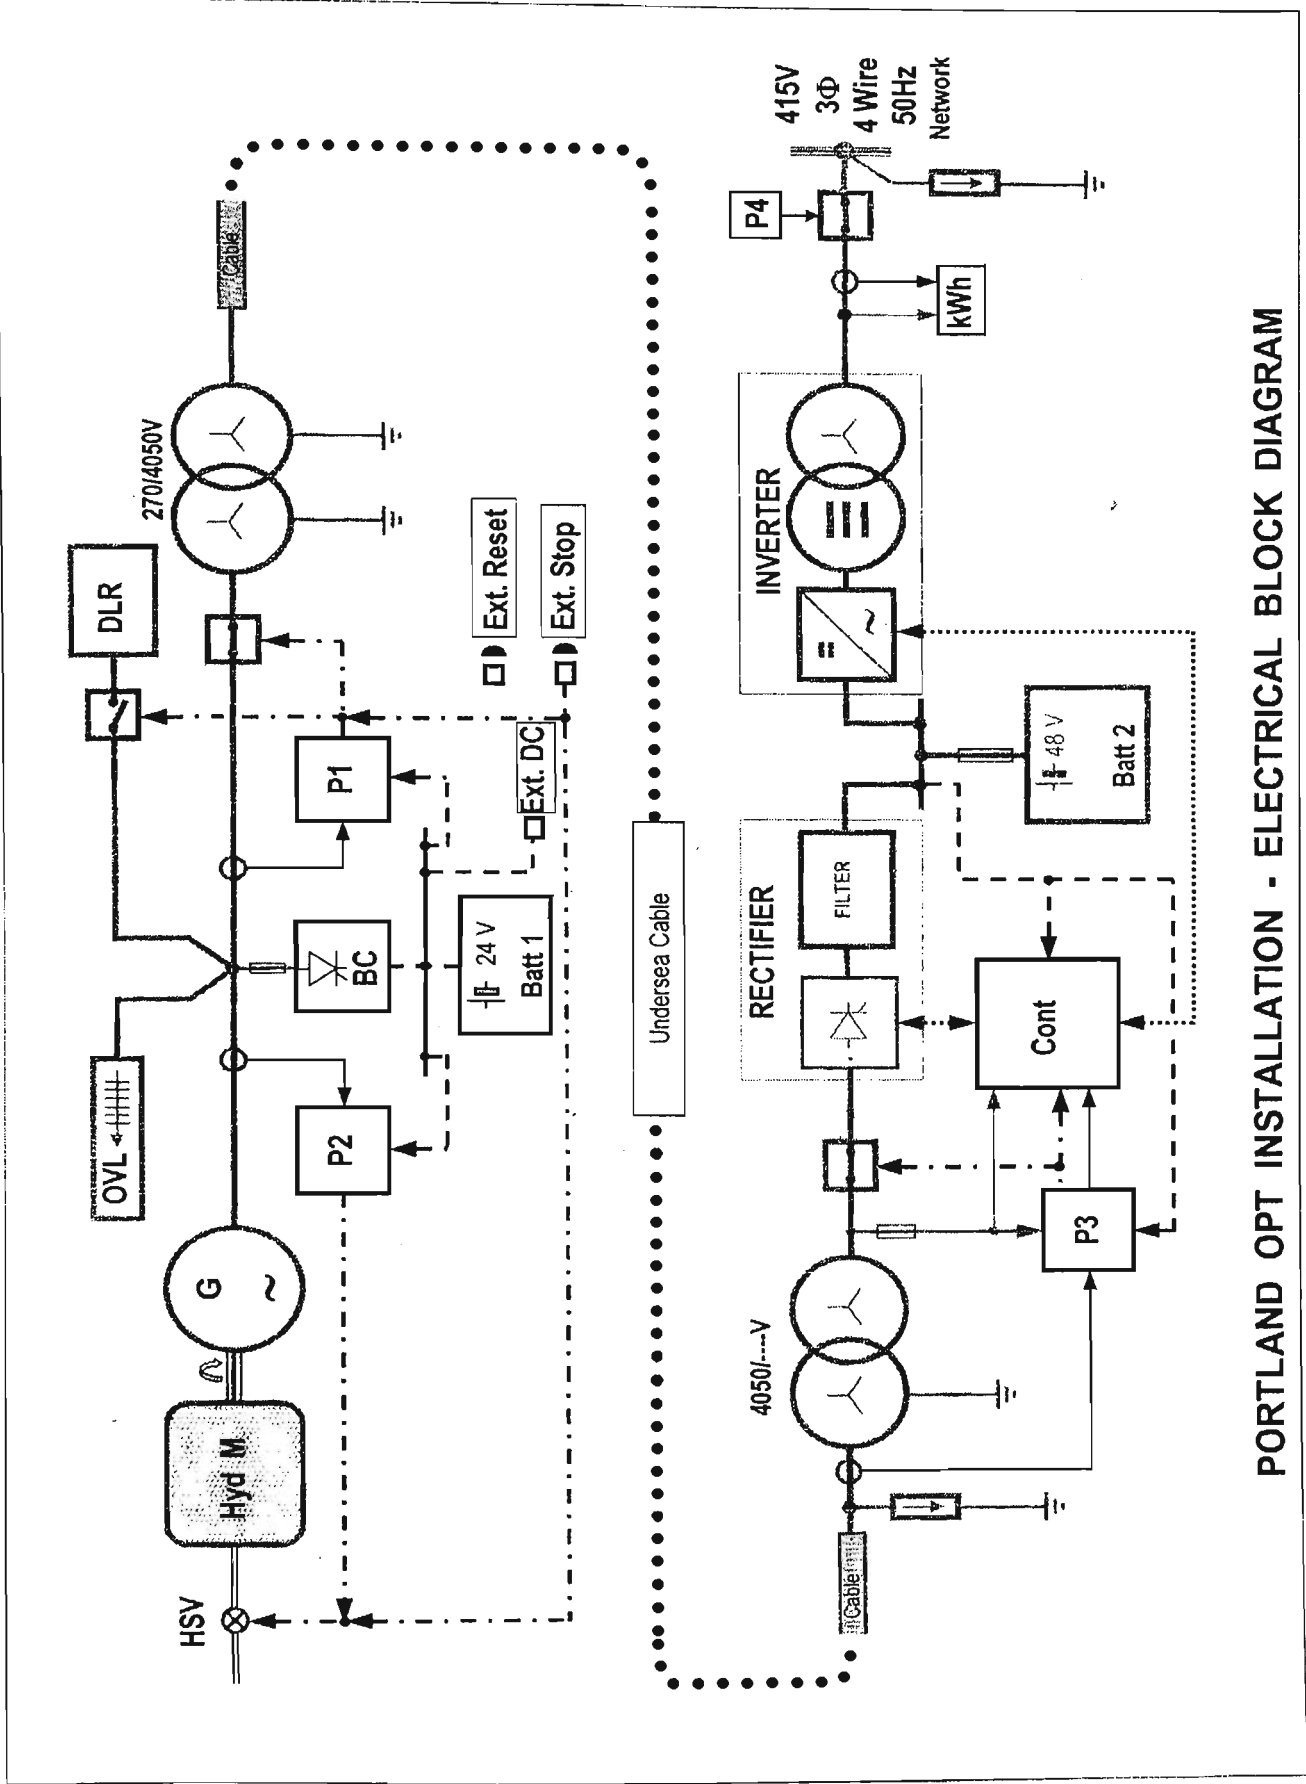 HSV
Hyd M
G
~
OVL
DLR
270/4050V
Cable
P2
BC
P1
24 V
Batt 1
Ext. DC
Ext. Reset
Ext. Stop
Undersea Cable
Cable
4050/----V
RECTIFIER
FILTER
INVERTER
~
P3
Cont
48 V
Batt 2
kWh
P4
415V
3Φ
4 Wire
50Hz
Network
PORTLAND OPT INSTALLATION - ELECTRICAL BLOCK DIAGRAM